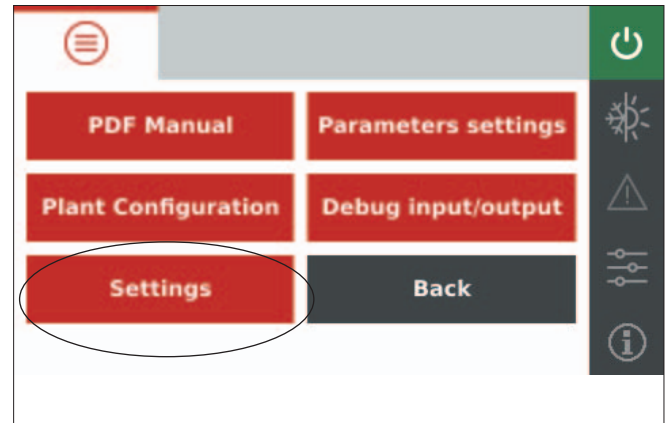 PDF Manual
Parameters settings
Plant Configuration
Debug input/output
Settings
Back